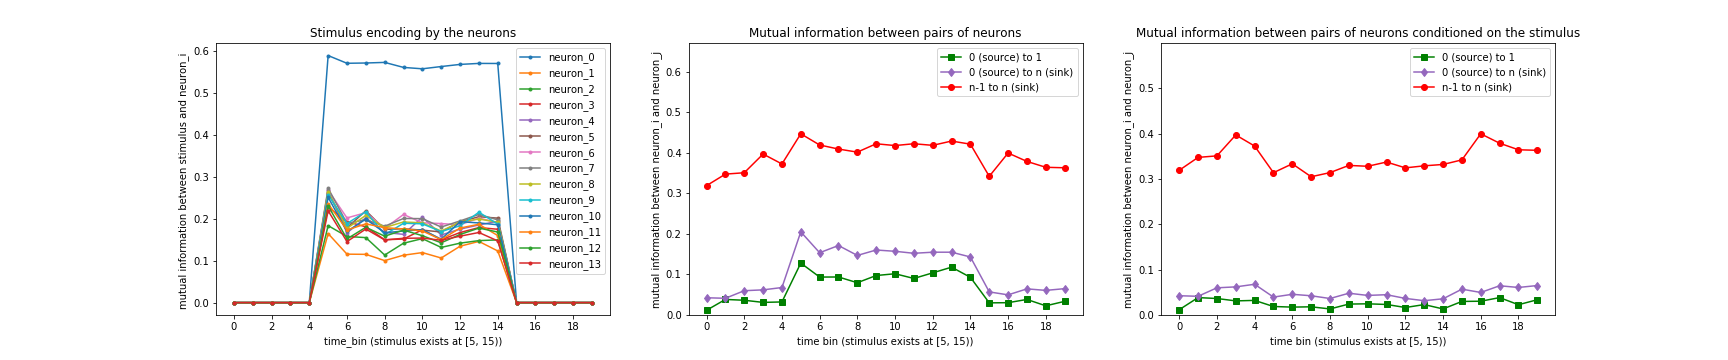 Stimulus encoding by the neurons
mutual information between stimulus and neuron_i
0.6
0.5
0.4
0.3
0.2
0.1
0.0
0 2 4 6 8 10 12 14 16 18
time_bin (stimulus exists at [5, 15))
neuron_0
neuron_1
neuron_2
neuron_3
neuron_4
neuron_5
neuron_6
neuron_7
neuron_8
neuron_9
neuron_10
neuron_11
neuron_12
neuron_13
Mutual information between pairs of neurons
mutual information between neuron_i and neuron_j
0.6
0.5
0.4
0.3
0.2
0.1
0.0
0 2 4 6 8 10 12 14 16 18
time bin (stimulus exists at [5, 15))
0 (source) to 1
0 (source) to n (sink)
n-1 to n (sink)
Mutual information between pairs of neurons conditioned on the stimulus
mutual information between neuron_i and neuron_j
0.5
0.4
0.3
0.2
0.1
0.0
0 2 4 6 8 10 12 14 16 18
time bin (stimulus exists at [5, 15))
0 (source) to 1
0 (source) to n (sink)
n-1 to n (sink)